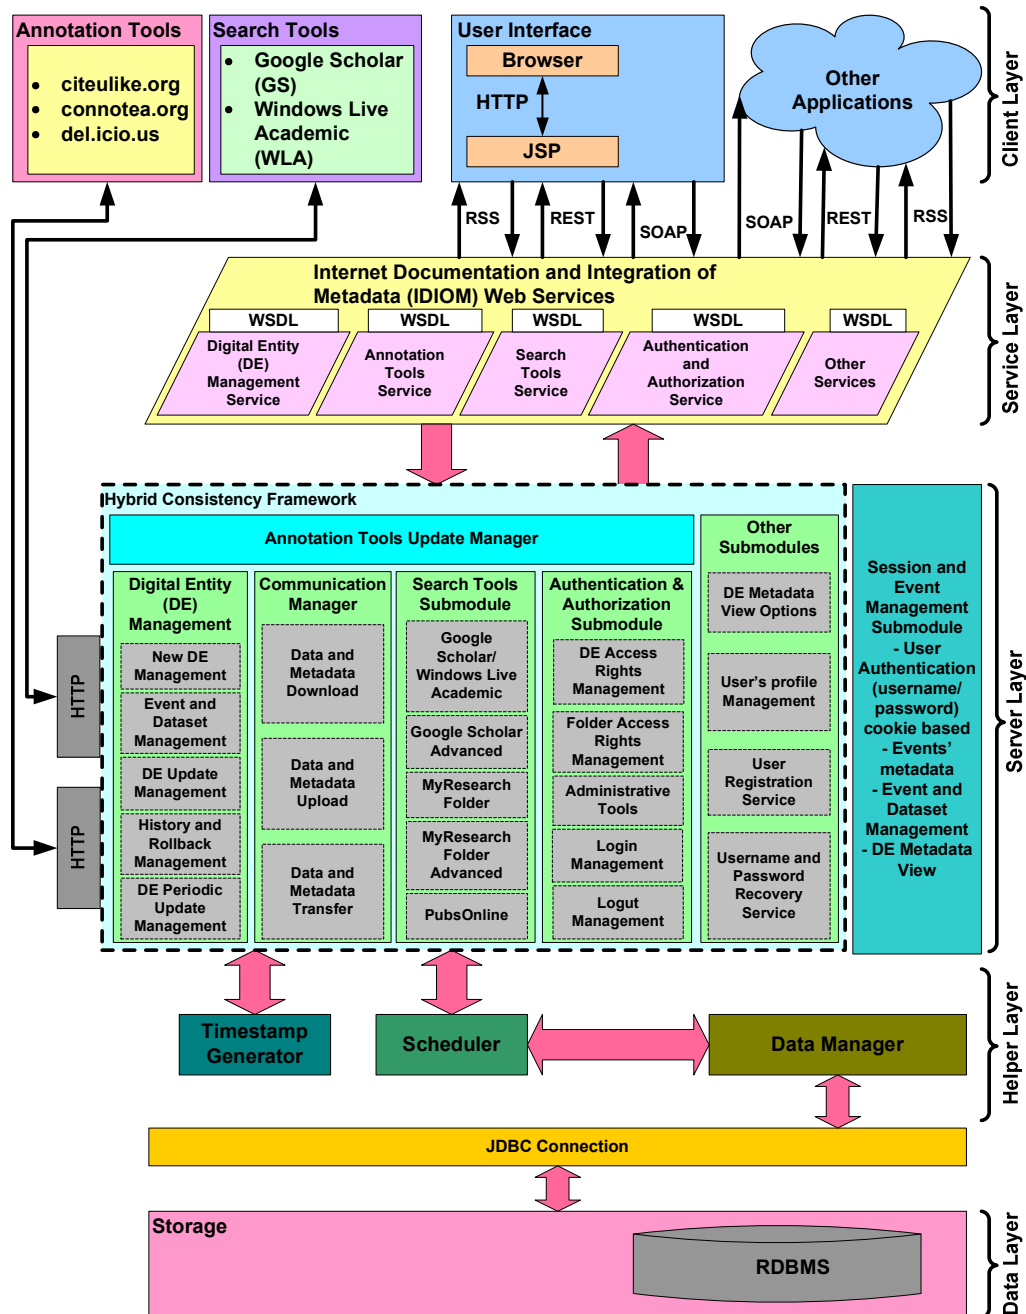 Annotation Tools
• citeulike.org
• connotea.org
• del.icio.us
Search Tools
• Google Scholar
(GS)
• Windows Live
Academic
(WLA)
User Interface
Browser
HTTP
JSP
Other
Applications
Client Layer
RSS
REST
SOAP
SOAP
REST
RSS
Internet Documentation and Integration of
Metadata (IDIOM) Web Services
WSDL
WSDL
WSDL
WSDL
WSDL
Digital Entity
(DE)
Management
Service
Annotation
Tools
Service
Search
Tools
Service
Authentication
and
Authorization
Service
Other
Services
Service Layer
Hybrid Consistency Framework
Annotation Tools Update Manager
Digital Entity
(DE)
Management
New DE
Management
Event and
Dataset
Management
DE Update
Management
History and
Rollback
Management
DE Periodic
Update
Management
Communication
Manager
Data and
Metadata
Download
Data and
Metadata
Upload
Data and
Metadata
Transfer
Search Tools
Submodule
Google
Scholar/
Windows Live
Academic
Google Scholar
Advanced
MyResearch
Folder
MyResearch
Folder
Advanced
PubsOnline
Authentication &
Authorization
Submodule
DE Access
Rights
Management
Folder Access
Rights
Management
Administrative
Tools
Login
Management
Logut
Management
Other
Submodules
DE Metadata
View Options
User's profile
Management
User
Registration
Service
Username and
Password
Recovery
Service
Session and
Event
Management
Submodule
- User
Authentication
(username/
password)
cookie based
- Events'
metadata
- Event and
Dataset
Management
- DE Metadata
View
HTTP
HTTP
Server Layer
Timestamp
Generator
Scheduler
Data Manager
Helper Layer
JDBC Connection
Storage
RDBMS
Data Layer